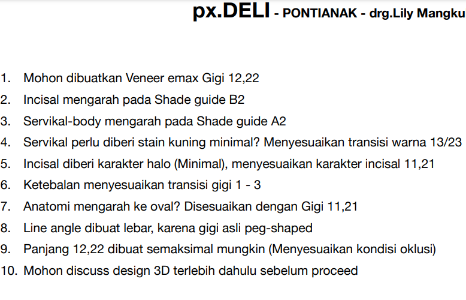 px.DELI - PONTIANAK - drg.Lily Mangku
1. Mohon dibuatkan Veneer emax Gigi 12,22
2. Incisal mengarah pada Shade guide B2
3. Servikal-body mengarah pada Shade guide A2
4. Servikal perlu diberi stain kuning minimal? Menyesuaikan transisi warna 13/23
5. Incisal diberi karakter halo (Minimal), menyesuaikan karakter incisal 11,21
6. Ketebalan menyesuaikan transisi gigi 1 - 3
7. Anatomi mengarah ke oval? Disesuaikan dengan Gigi 11,21
8. Line angle dibuat lebar, karena gigi asli peg-shaped
9. Panjang 12,22 dibuat semaksimal mungkin (Menyesuaikan kondisi oklusi)
10. Mohon discuss design 3D terlebih dahulu sebelum proceed